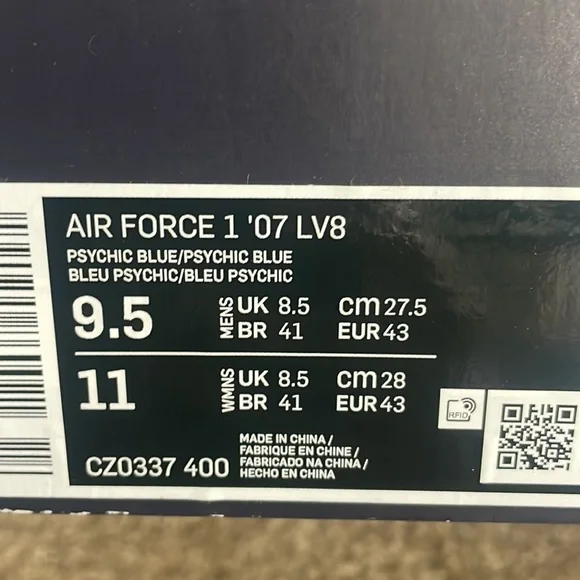 AIR FORCE 1 '07 LV8
PSYCHIC BLUE/PSYCHIC BLUE
BLEU PSYCHIC/BLEU PSYCHIC
9.5 MENS UK 8.5 cm 27.5
BR 41 EUR 43
11 WMNS UK 8.5 cm 28
BR 41 EUR 43
RFID
CZ0337 400
MADE IN CHINA /
FABRIQUE EN CHINE /
FABRICADO NA CHINA /
HECHO EN CHINA